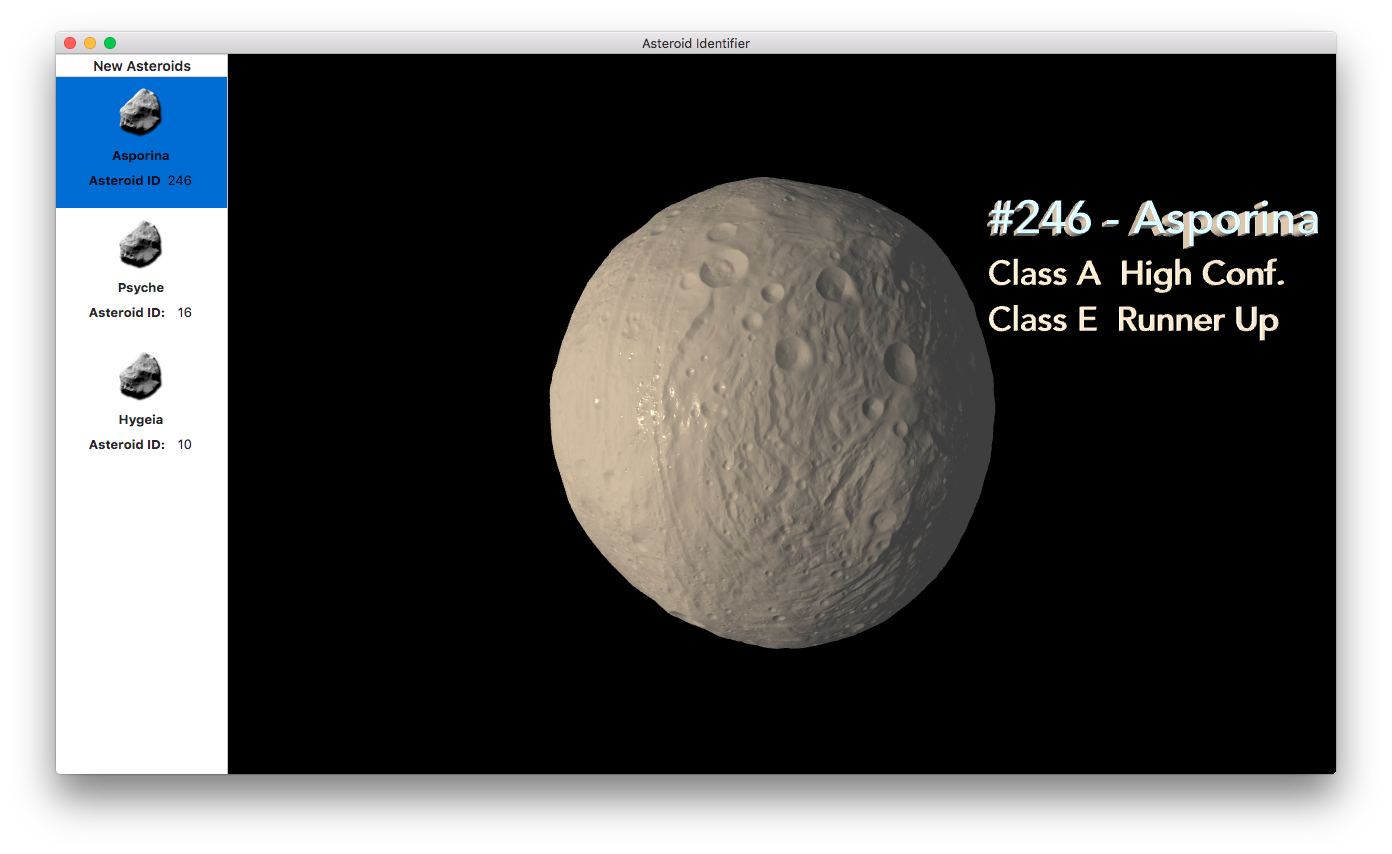 Asteroid Identifier
New Asteroids
Asporina
Asteroid ID 246
Psyche
Asteroid ID: 16
Hygeia
Asteroid ID: 10
#246 - Asporina
Class A High Conf.
Class E Runner Up